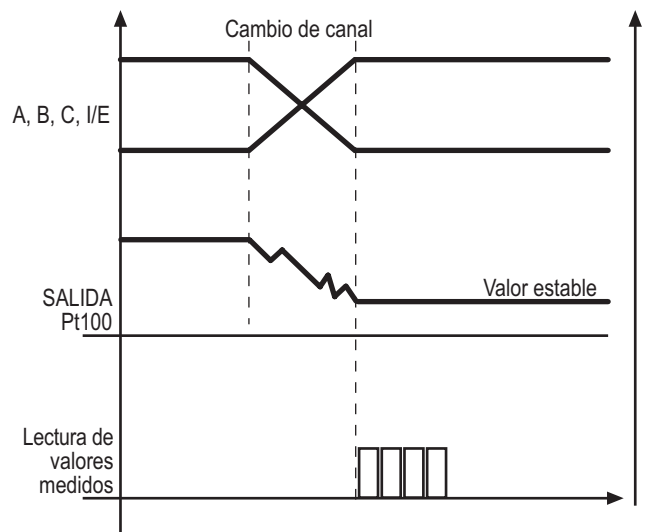 Cambio de canal
A, B, C, I/E
SALIDA
Pt100
Valor estable
Lectura de
valores
medidos